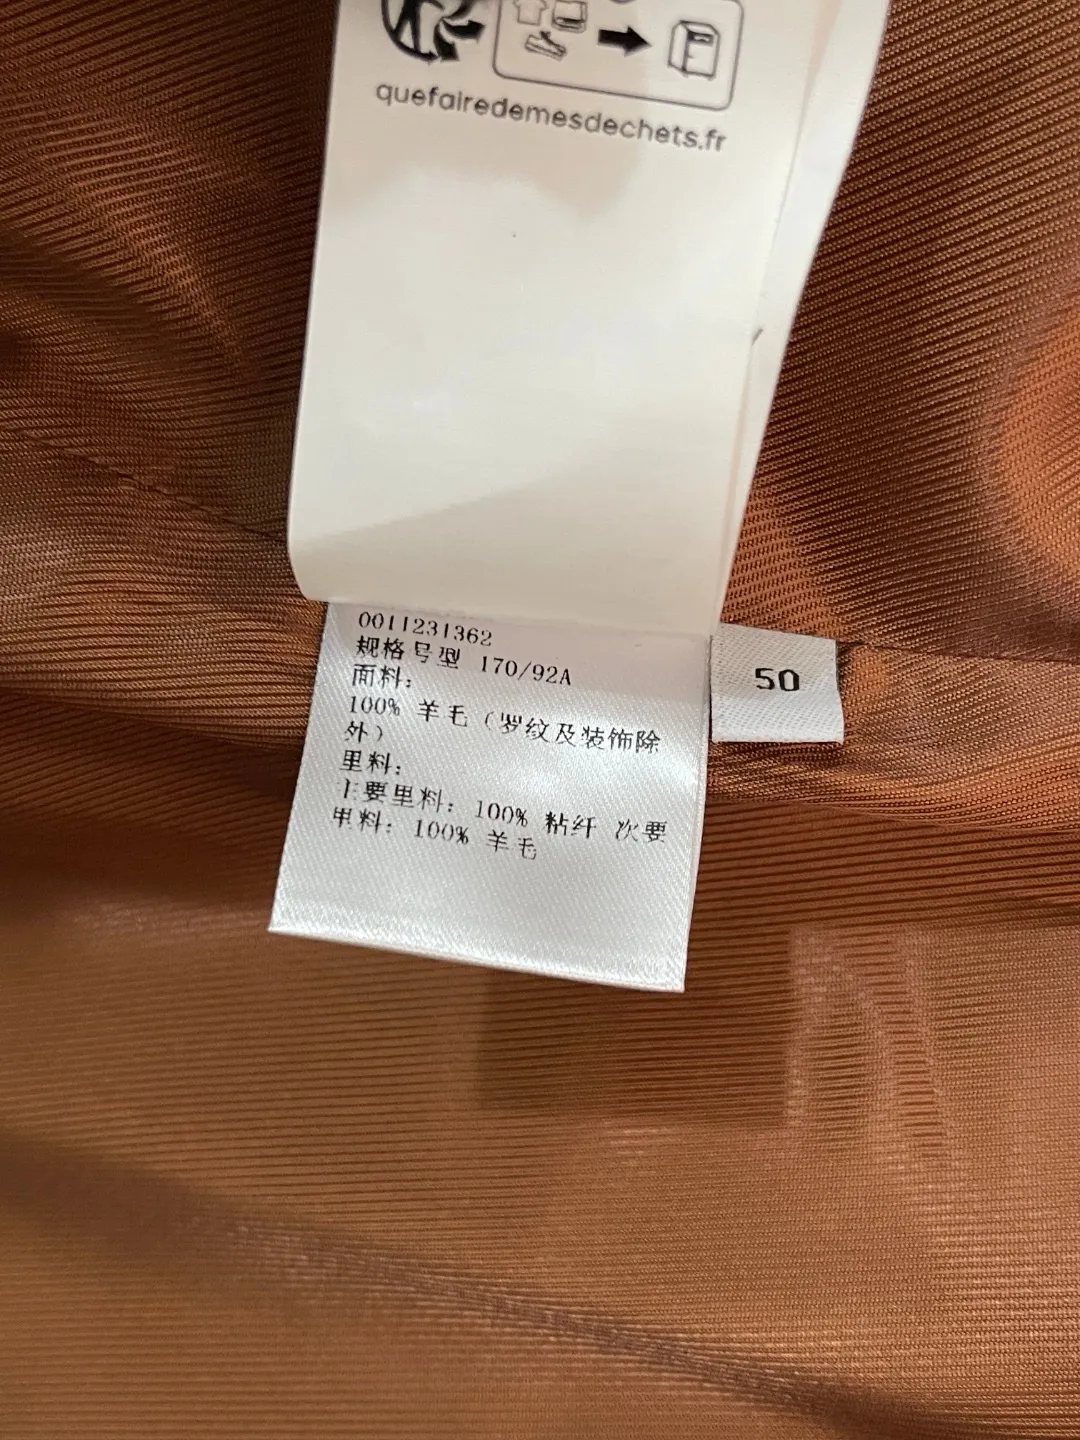 quefairedemesdechets.fr
0011231362
规格号型 170/92A
面料:
100% 羊毛 (罗纹及装饰除
外)
里料:
主要里料: 100% 粘纤 次要
里料: 100% 羊毛
50